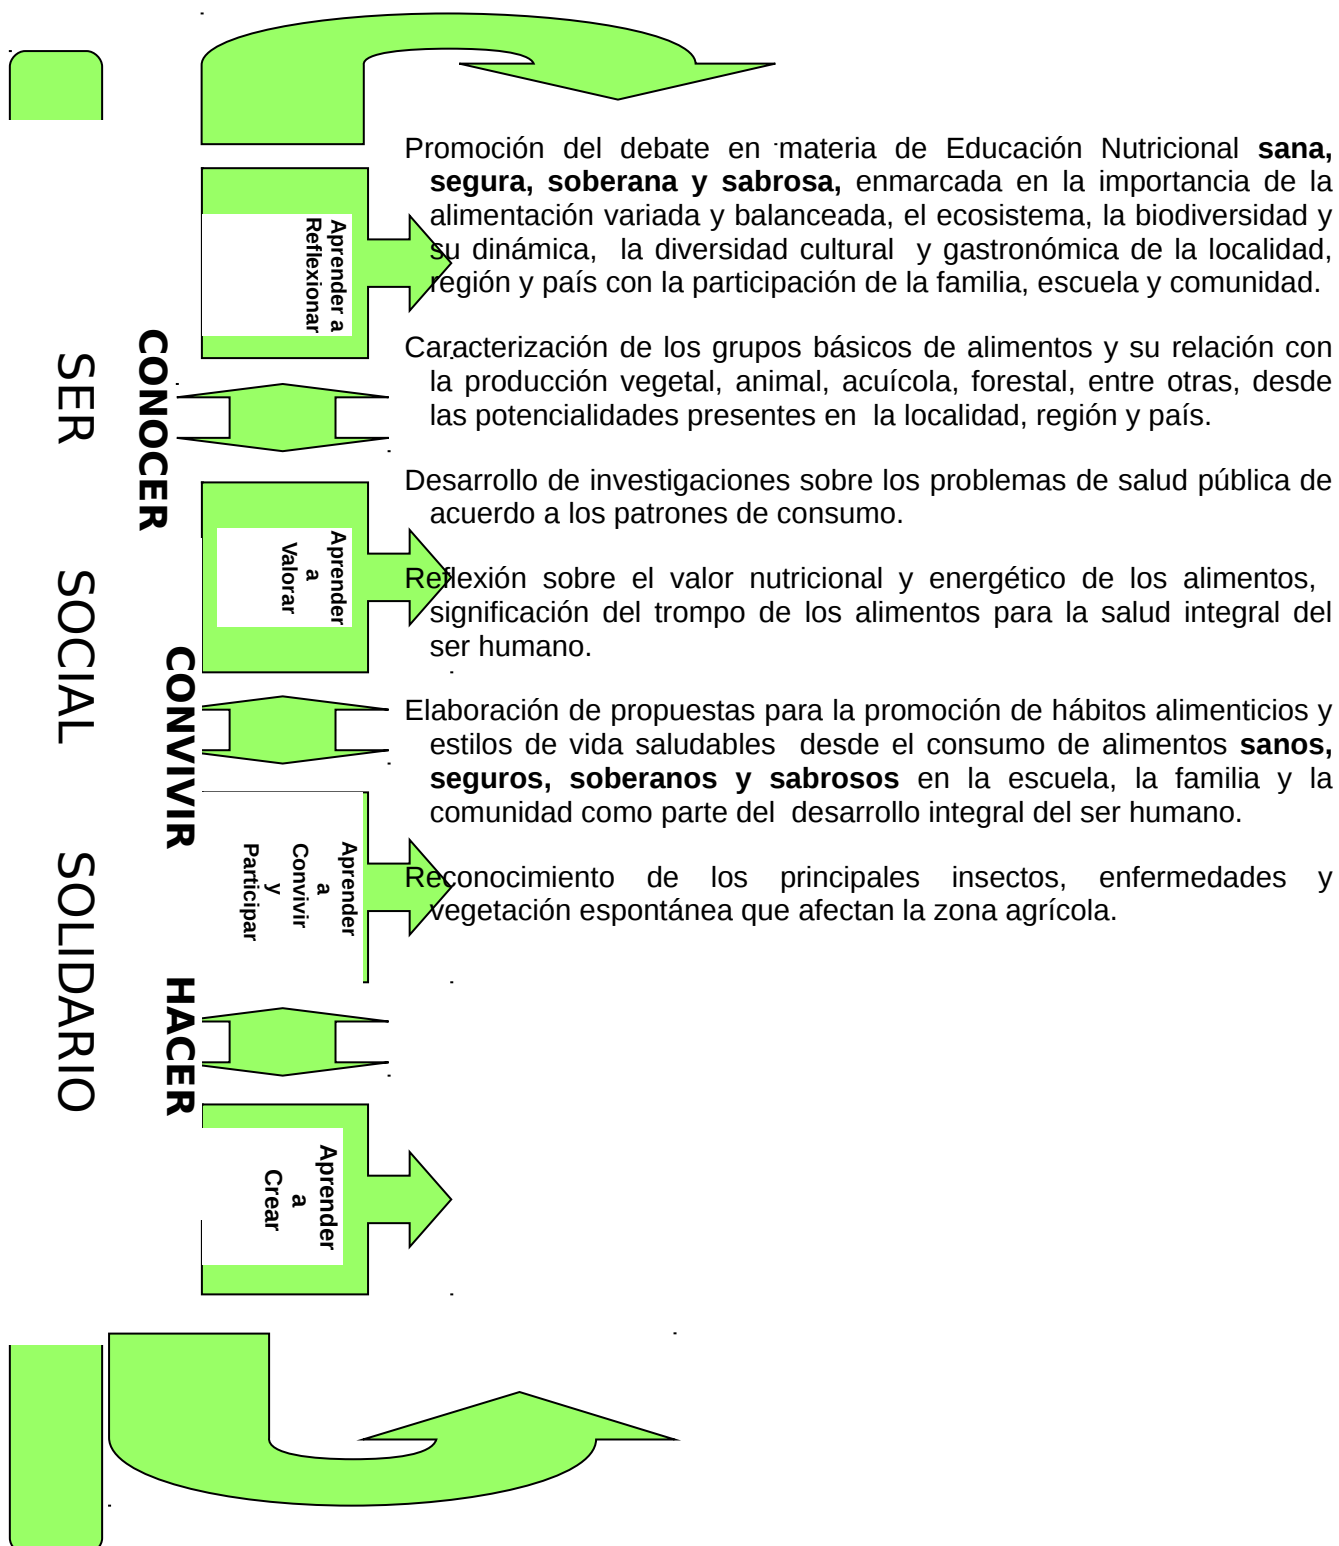 SER SOCIAL SOLIDARIO
CONOCER
CONVIVIR
HACER
Aprender a
Reflexionar
Aprender
a
Valorar
Aprender
a
Convivir
y
Participar
Aprender
a
Crear
Promoción del debate en materia de Educación Nutricional sana,
segura, soberana y sabrosa, enmarcada en la importancia de la
alimentación variada y balanceada, el ecosistema, la biodiversidad y
su dinámica, la diversidad cultural y gastronómica de la localidad,
región y país con la participación de la familia, escuela y comunidad.
Caracterización de los grupos básicos de alimentos y su relación con
la producción vegetal, animal, acuícola, forestal, entre otras, desde
las potencialidades presentes en la localidad, región y país.
Desarrollo de investigaciones sobre los problemas de salud pública de
acuerdo a los patrones de consumo.
Reflexión sobre el valor nutricional y energético de los alimentos,
significación del trompo de los alimentos para la salud integral del
ser humano.
Elaboración de propuestas para la promoción de hábitos alimenticios y
estilos de vida saludables desde el consumo de alimentos sanos,
seguros, soberanos y sabrosos en la escuela, la familia y la
comunidad como parte del desarrollo integral del ser humano.
Reconocimiento de los principales insectos, enfermedades y
vegetación espontánea que afectan la zona agrícola.